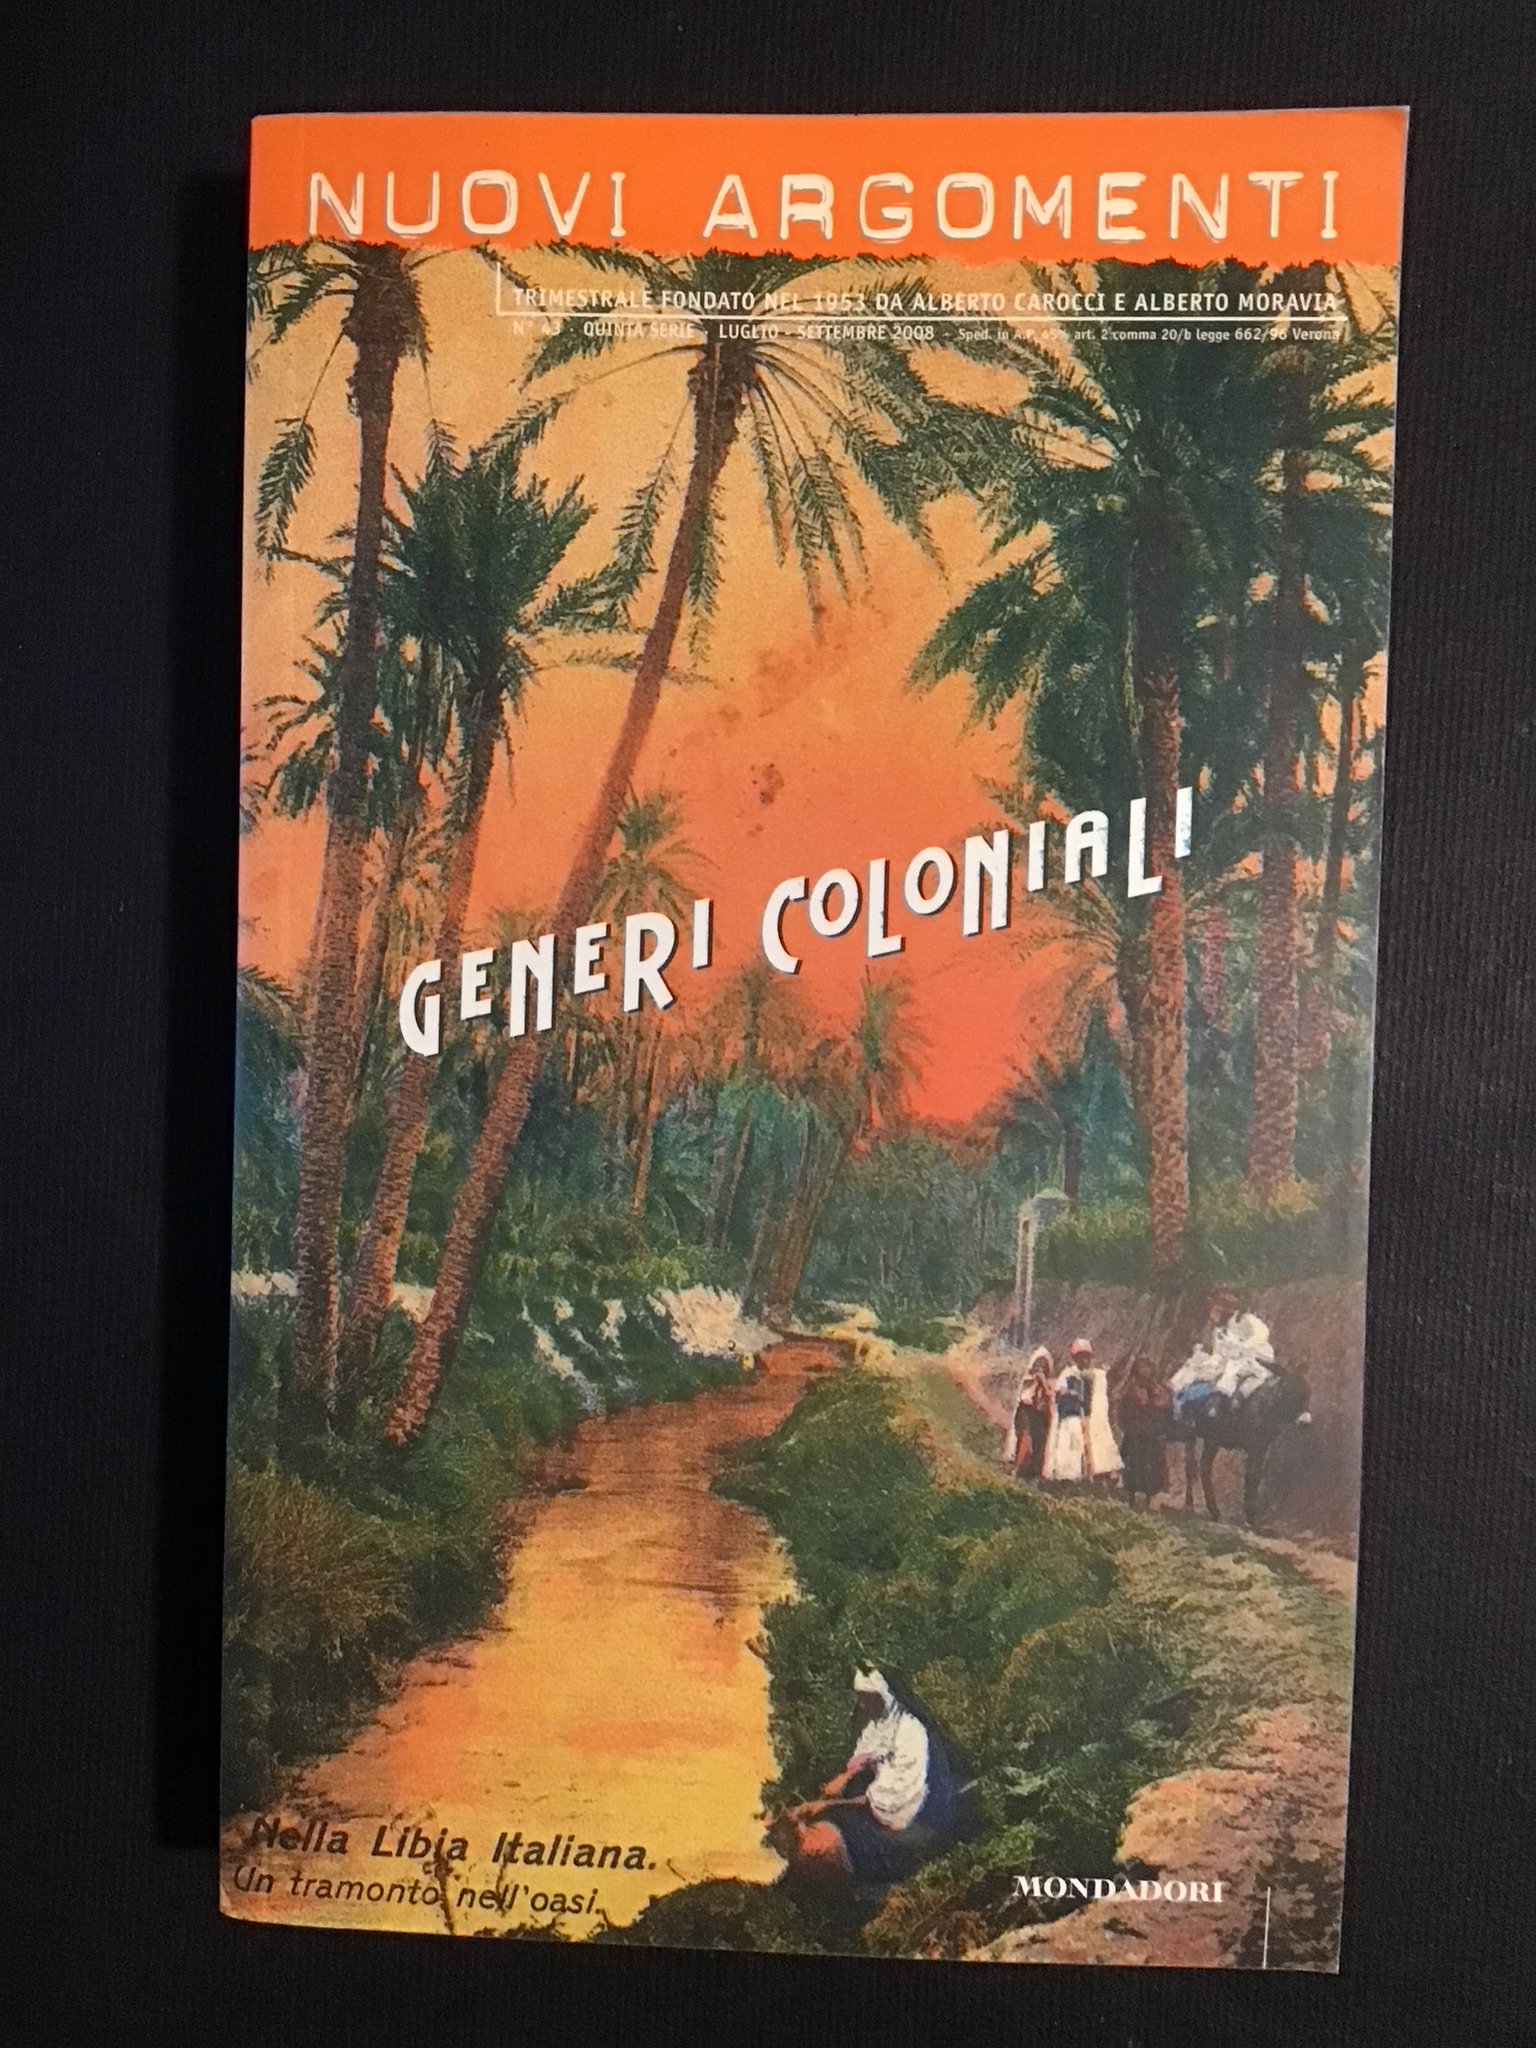 NUOVI ARGOMENTI
TRIMESTRALE FONDATO NEL 1953 DA ALBERTO CAROCCI E ALBERTO MORAVIA
N° 43 · QUINTA SERIE · LUGLIO - SETTEMBRE 2008 - Sped. in A.P. 45% art. 2 comma 20/b legge 662/96 Verona
GENERI COLONIALI
Nella Libia Italiana.
Un tramonto nell'oasi.
MONDADORI